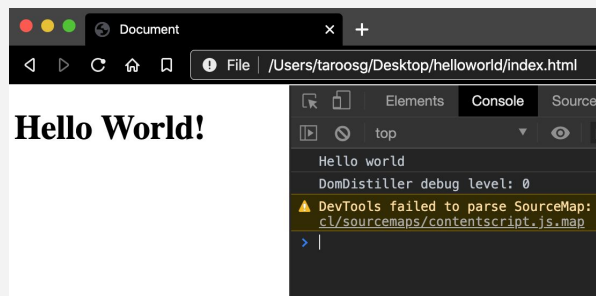 Document
File
/Users/taroosg/Desktop/helloworld/index.html
Hello World!
Elements Console Source
top
Hello world
DomDistiller debug level: 0
DevTools failed to parse SourceMap:
cl/sourcemaps/contentscript.js.map